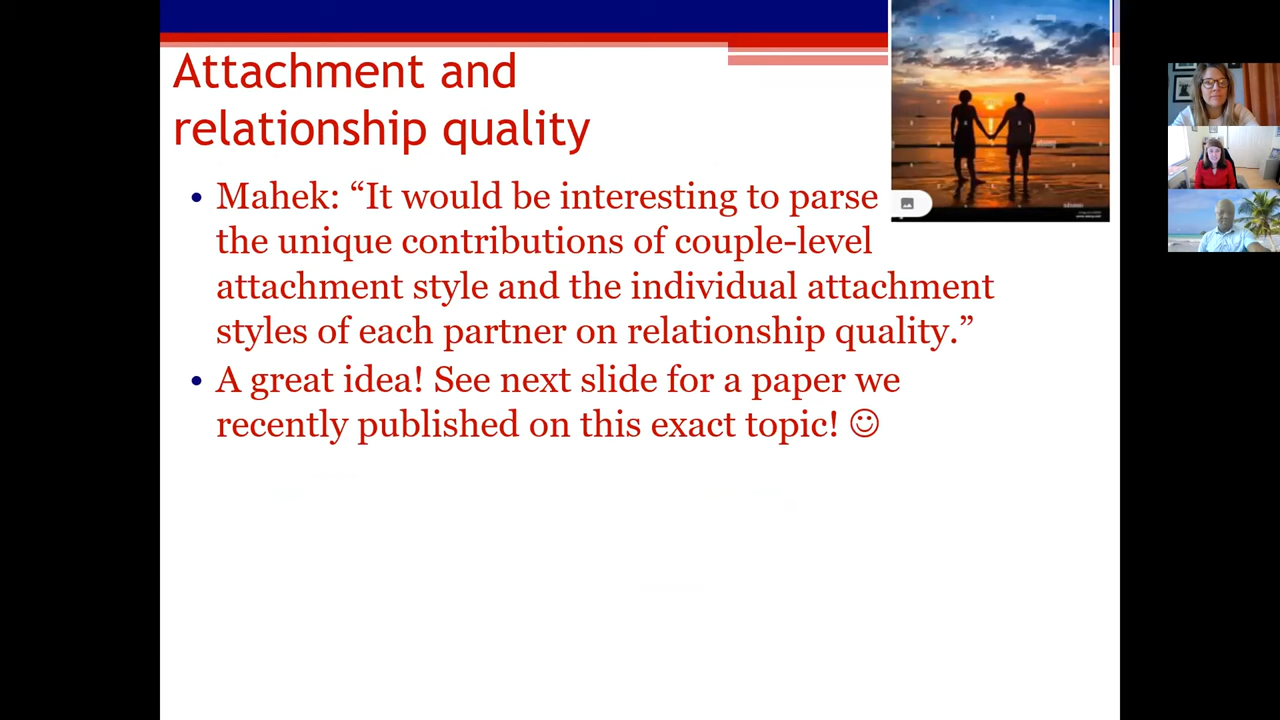 Attachment and
relationship quality
• Mahek: “It would be interesting to parse
the unique contributions of couple-level
attachment style and the individual attachment
styles of each partner on relationship quality.”
• A great idea! See next slide for a paper we
recently published on this exact topic! ☺